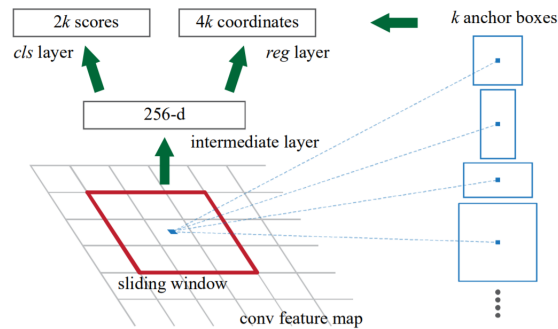 2k scores
4k coordinates
k anchor boxes
cls layer
reg layer
256-d
intermediate layer
sliding window
conv feature map